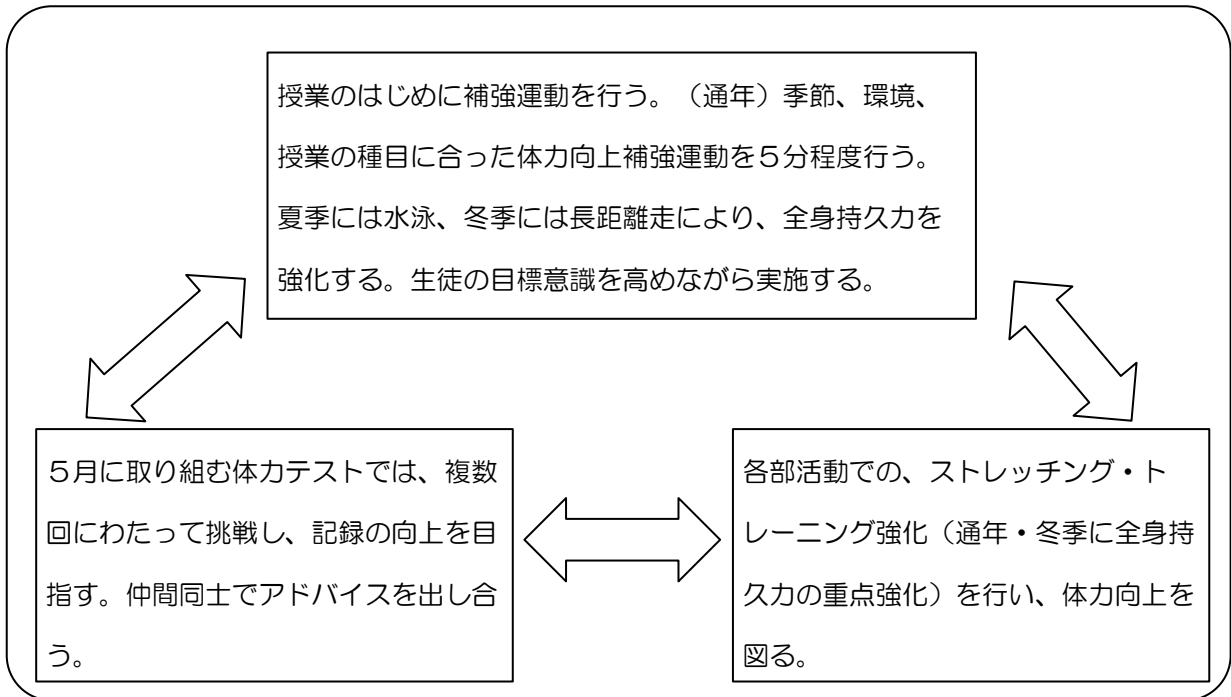 授業のはじめに補強運動を行う。（通年）季節、環境、
授業の種目に合った体力向上補強運動を５分程度行う。
夏季には水泳、冬季には長距離走により、全身持久力を
強化する。生徒の目標意識を高めながら実施する。
５月に取り組む体力テストでは、複数
回にわたって挑戦し、記録の向上を目
指す。仲間同士でアドバイスを出し合
う。
各部活動での、ストレッチング・ト
レーニング強化（通年・冬季に全身持
久力の重点強化）を行い、体力向上を
図る。